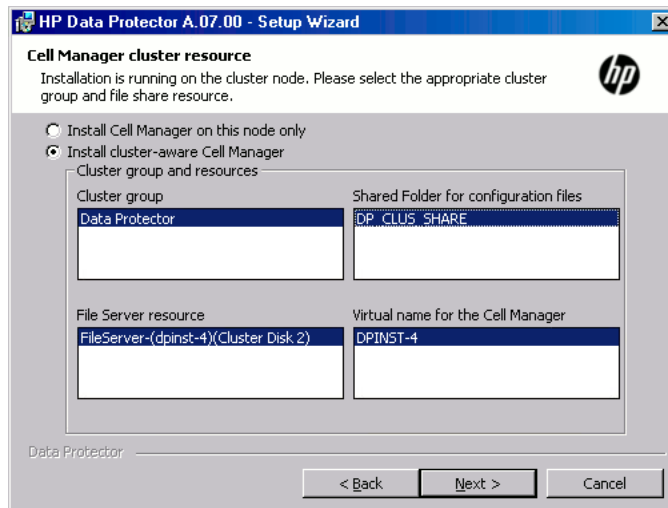 HP Data Protector A.07.00 - Setup Wizard
Cell Manager cluster resource
Installation is running on the cluster node. Please select the appropriate cluster
group and file share resource.
hp
Install Cell Manager on this node only
Install cluster-aware Cell Manager
Cluster group and resources
Cluster group
Shared Folder for configuration files
Data Protector
DP_CLUS_SHARE
File Server resource
Virtual name for the Cell Manager
FileServer-(dpinst-4)(Cluster Disk 2)
DPINST-4
Data Protector
< Back
Next >
Cancel